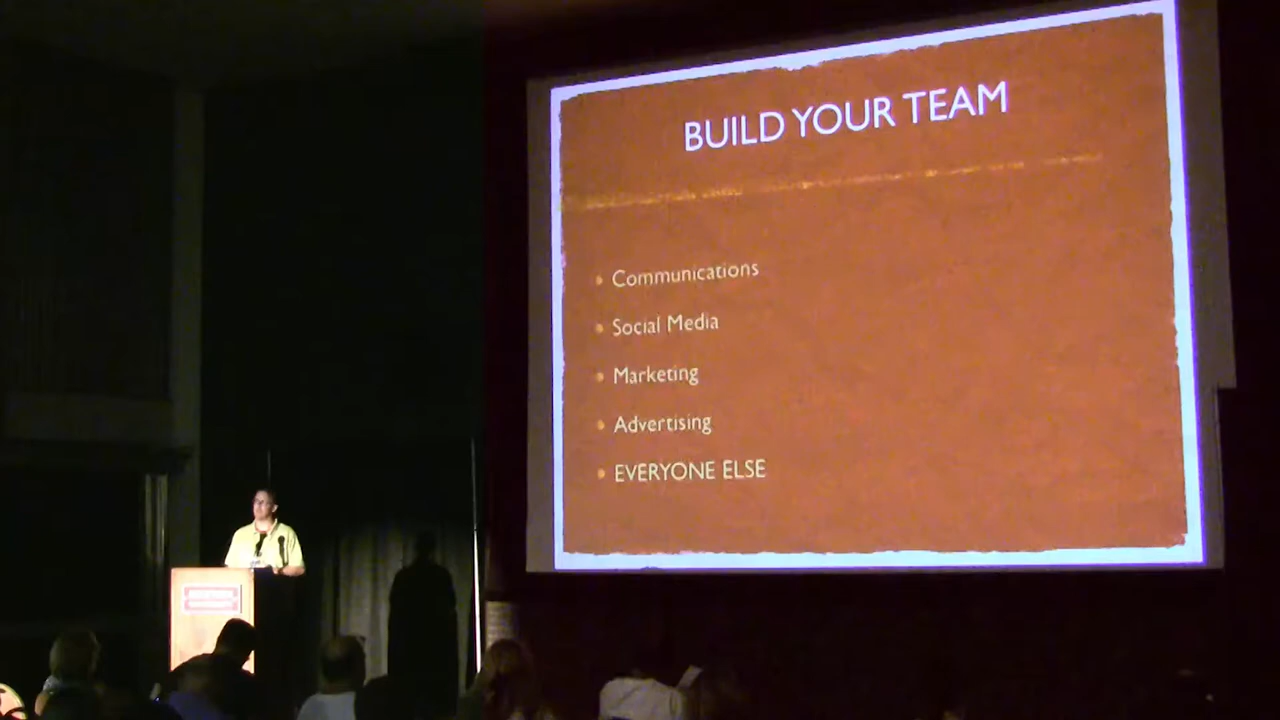 BUILD YOUR TEAM
Communications
Social Media
Marketing
Advertising
EVERYONE ELSE